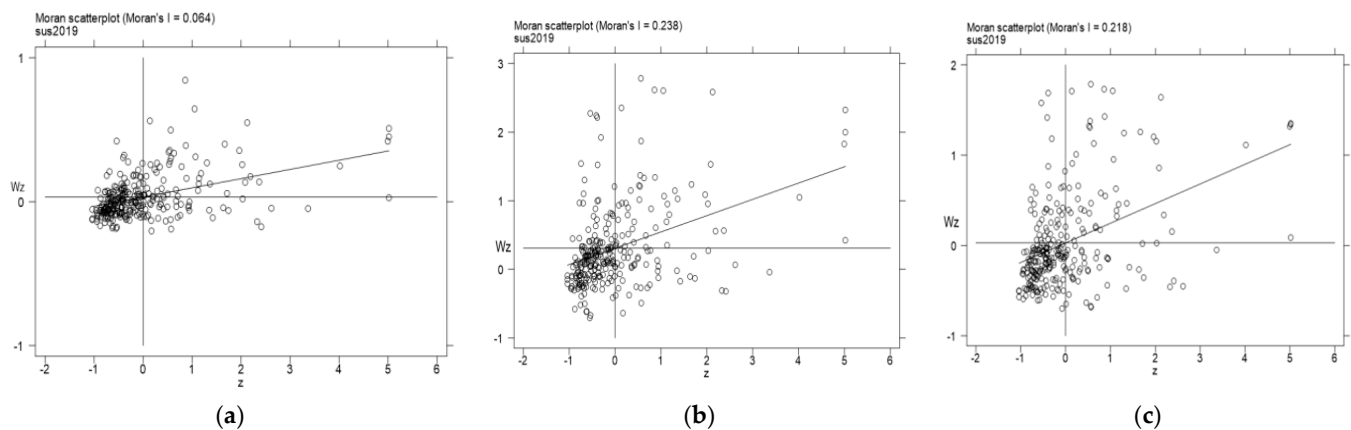 Moran scatterplot (Moran's I = 0.064)
sus2019
1
Wz
0
-1
-2 -1 0 1 2 3 4 5 6
z
(a)
Moran scatterplot (Moran's I = 0.238)
sus2019
3
2
1
Wz
0
-1
-2 -1 0 1 2 3 4 5 6
z
(b)
Moran scatterplot (Moran's I = 0.218)
sus2019
2
1
Wz
0
-1
-2 -1 0 1 2 3 4 5 6
z
(c)